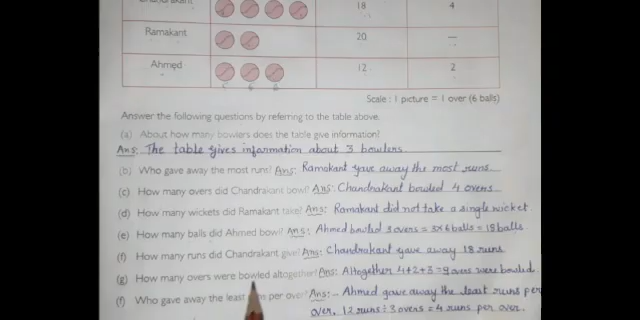 Chandrakant 18 4
Ramakant 20 —
Ahmed 12 2
Scale : 1 picture = 1 over (6 balls)
Answer the following questions by referring to the table above.
(a) About how many bowlers does the table give information?
Ans: The table gives information about 3 bowlers.
(b) Who gave away the most runs? Ans: Ramakant gave away the most runs.
(c) How many overs did Chandrakant bowl? Ans: Chandrakant bowled 4 overs.
(d) How many wickets did Ramakant take? Ans: Ramakant did not take a single wicket
(e) How many balls did Ahmed bowl? Ans: Ahmed bowled 3 overs = 3x6 balls = 18 balls
(f) How many runs did Chandrakant give? Ans: Chandrakant gave away 18 runs
(g) How many overs were bowled altogether? Ans: Altogether 4+2+3=9 overs were bowled.
(f) Who gave away the least runs per over? Ans:- Ahmed gave away the least runs per
over. 12 runs ÷ 3 overs = 4 runs per over.